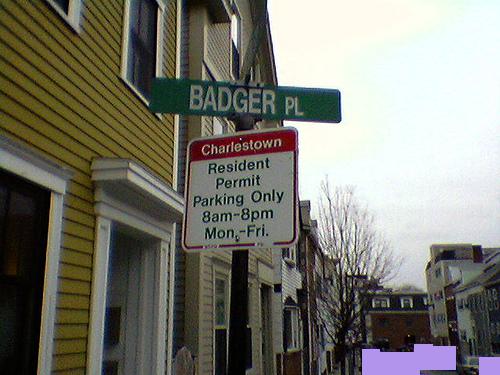 BADGER PL
Charlestown
Resident
Permit
Parking Only
8am-8pm
Mon.-Fri.